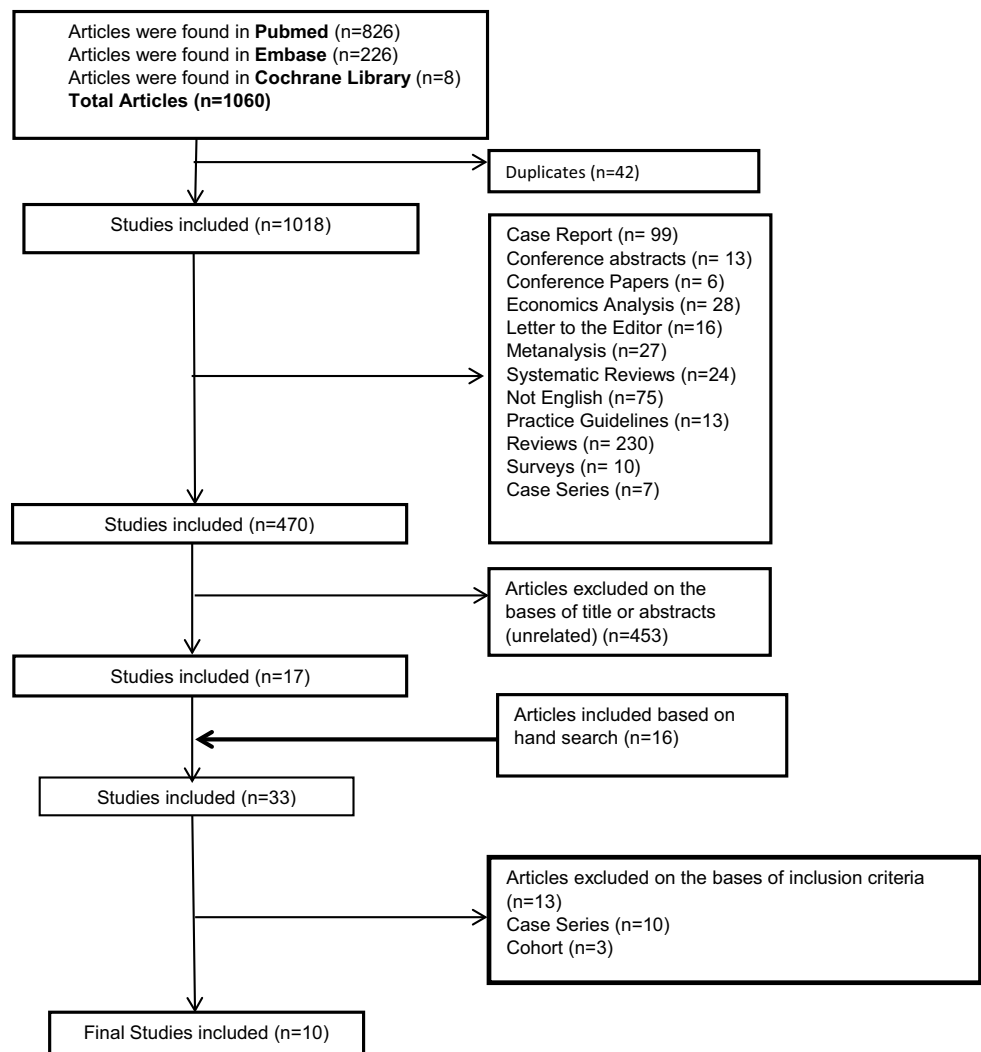 Articles were found in Pubmed (n=826)
Articles were found in Embase (n=226)
Articles were found in Cochrane Library (n=8)
Total Articles (n=1060)
Duplicates (n=42)
Studies included (n=1018)
Case Report (n= 99)
Conference abstracts (n= 13)
Conference Papers (n= 6)
Economics Analysis (n= 28)
Letter to the Editor (n=16)
Metanalysis (n=27)
Systematic Reviews (n=24)
Not English (n=75)
Practice Guidelines (n=13)
Reviews (n= 230)
Surveys (n= 10)
Case Series (n=7)
Studies included (n=470)
Articles excluded on the
bases of title or abstracts
(unrelated) (n=453)
Studies included (n=17)
Articles included based on
hand search (n=16)
Studies included (n=33)
Articles excluded on the bases of inclusion criteria
(n=13)
Case Series (n=10)
Cohort (n=3)
Final Studies included (n=10)